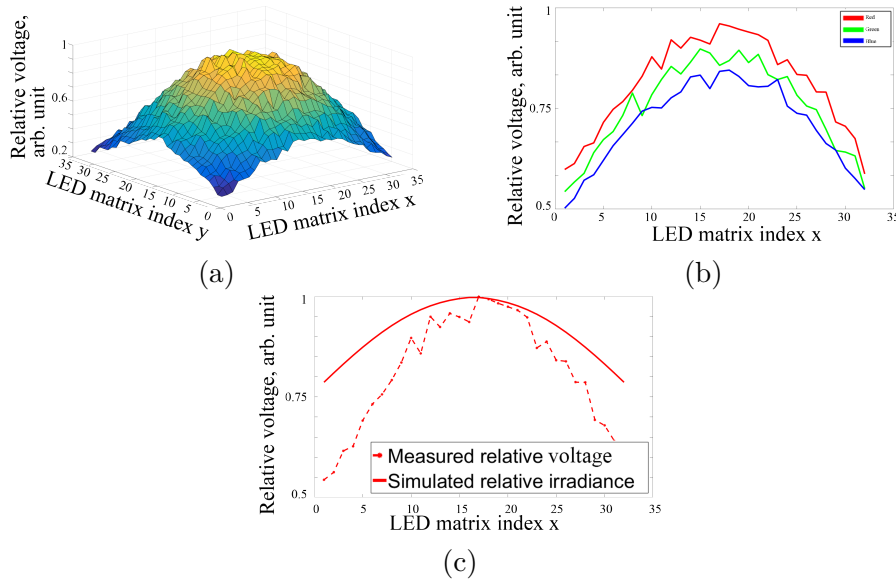 Relative voltage,
arb. unit
1
0.6
0.2
35 30 25 20 15 10 5 0
LED matrix index y
0 5 10 15 20 25 30 35
LED matrix index x
(a)
Relative voltage, arb. unit
1
0.75
0.5
0 5 10 15 20 25 30 35
LED matrix index x
Red
Green
Blue
(b)
Relative voltage, arb. unit
1
0.75
0.5
0 5 10 15 20 25 30 35
LED matrix index x
Measured relative voltage
Simulated relative irradiance
(c)